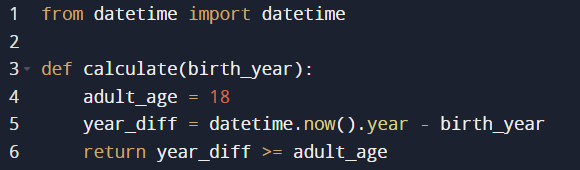 1 from datetime import datetime
2
3 def calculate(birth_year):
4     adult_age = 18
5     year_diff = datetime.now().year - birth_year
6     return year_diff >= adult_age